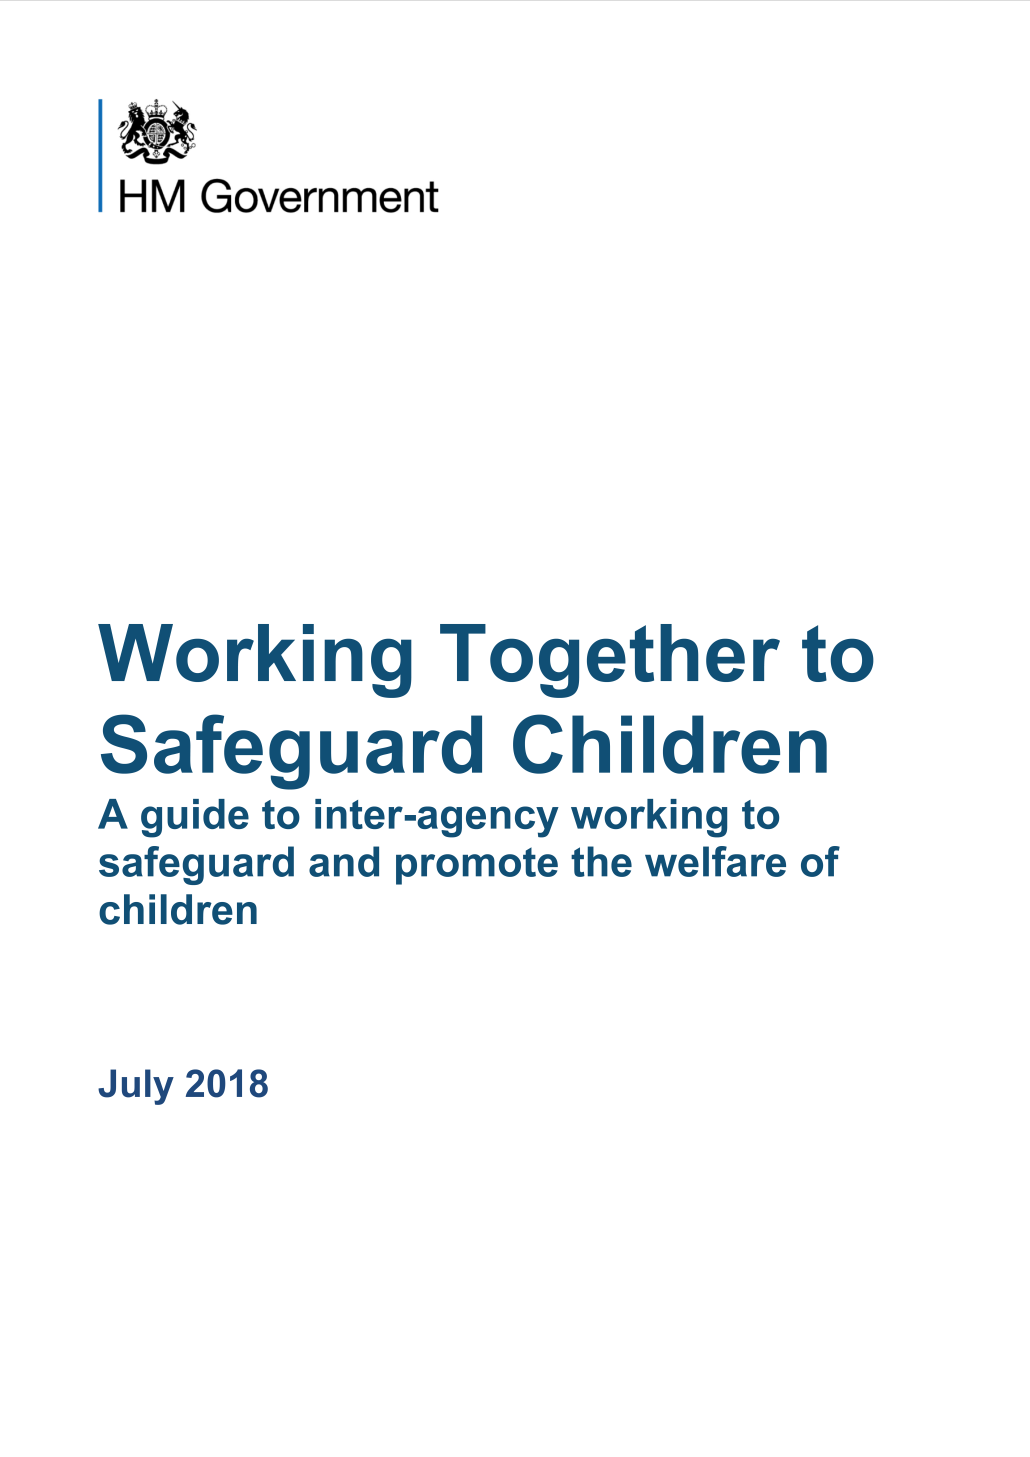 HM Government
Working Together to
Safeguard Children
A guide to inter-agency working to
safeguard and promote the welfare of
children
July 2018